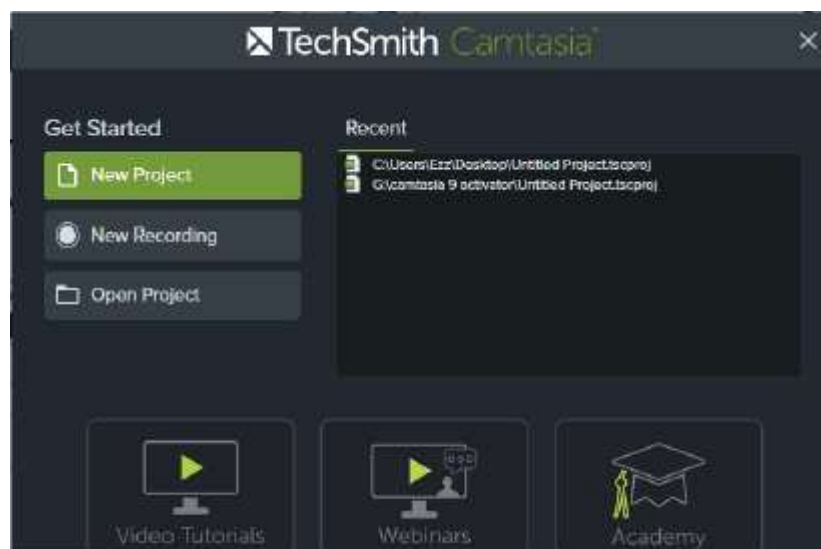 TechSmith Camtasia
Get Started
Recent
New Project
C:\Users\Ezz\Desktop\Untitled Project.tscproj
G:\camtasia 9 activator\Untitled Project.tscproj
New Recording
Open Project
Video Tutorials
Webinars
Academy